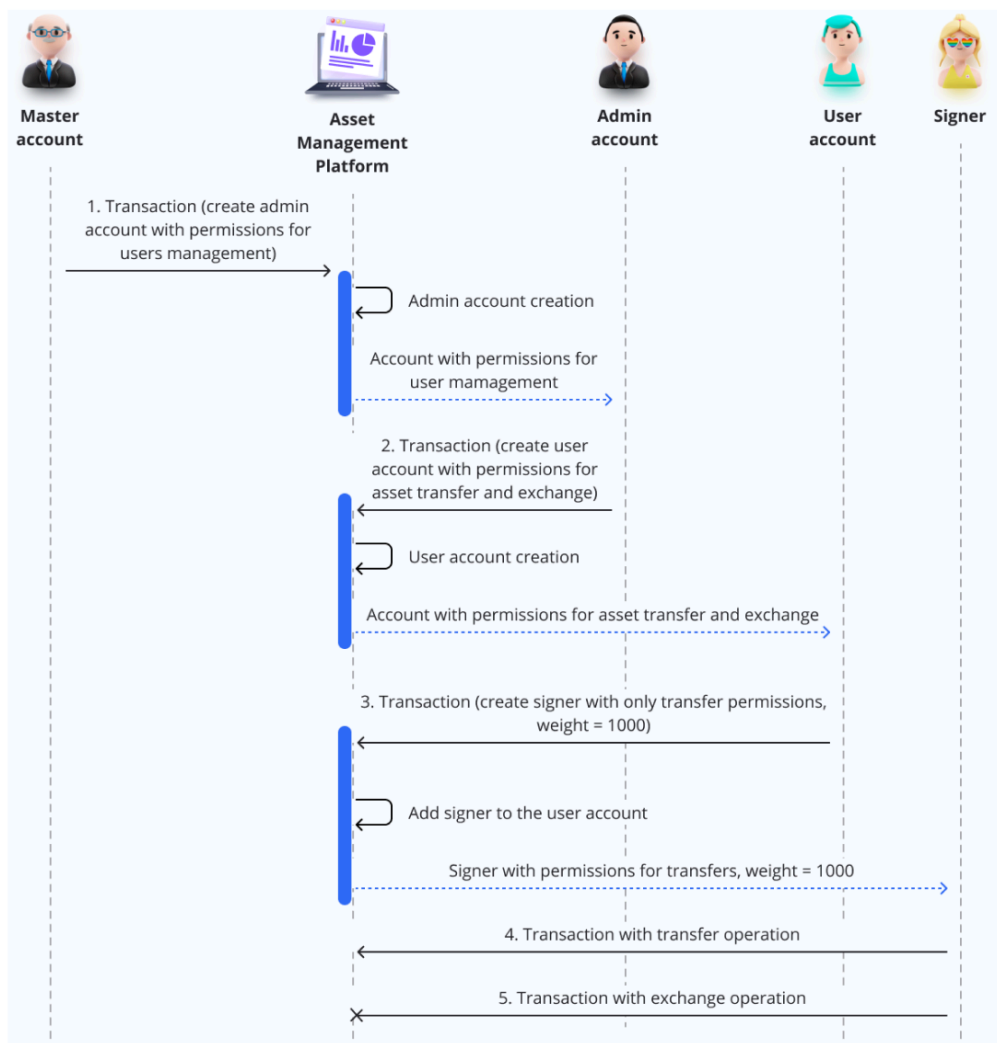 Master
account
Asset
Management
Platform
Admin
account
User
account
Signer
1. Transaction (create admin
account with permissions for
users management)
Admin account creation
Account with permissions for
user mamagement
2. Transaction (create user
account with permissions for
asset transfer and exchange)
User account creation
Account with permissions for asset transfer and exchange
3. Transaction (create signer with only transfer permissions,
weight = 1000)
Add signer to the user account
Signer with permissions for transfers, weight = 1000
4. Transaction with transfer operation
5. Transaction with exchange operation